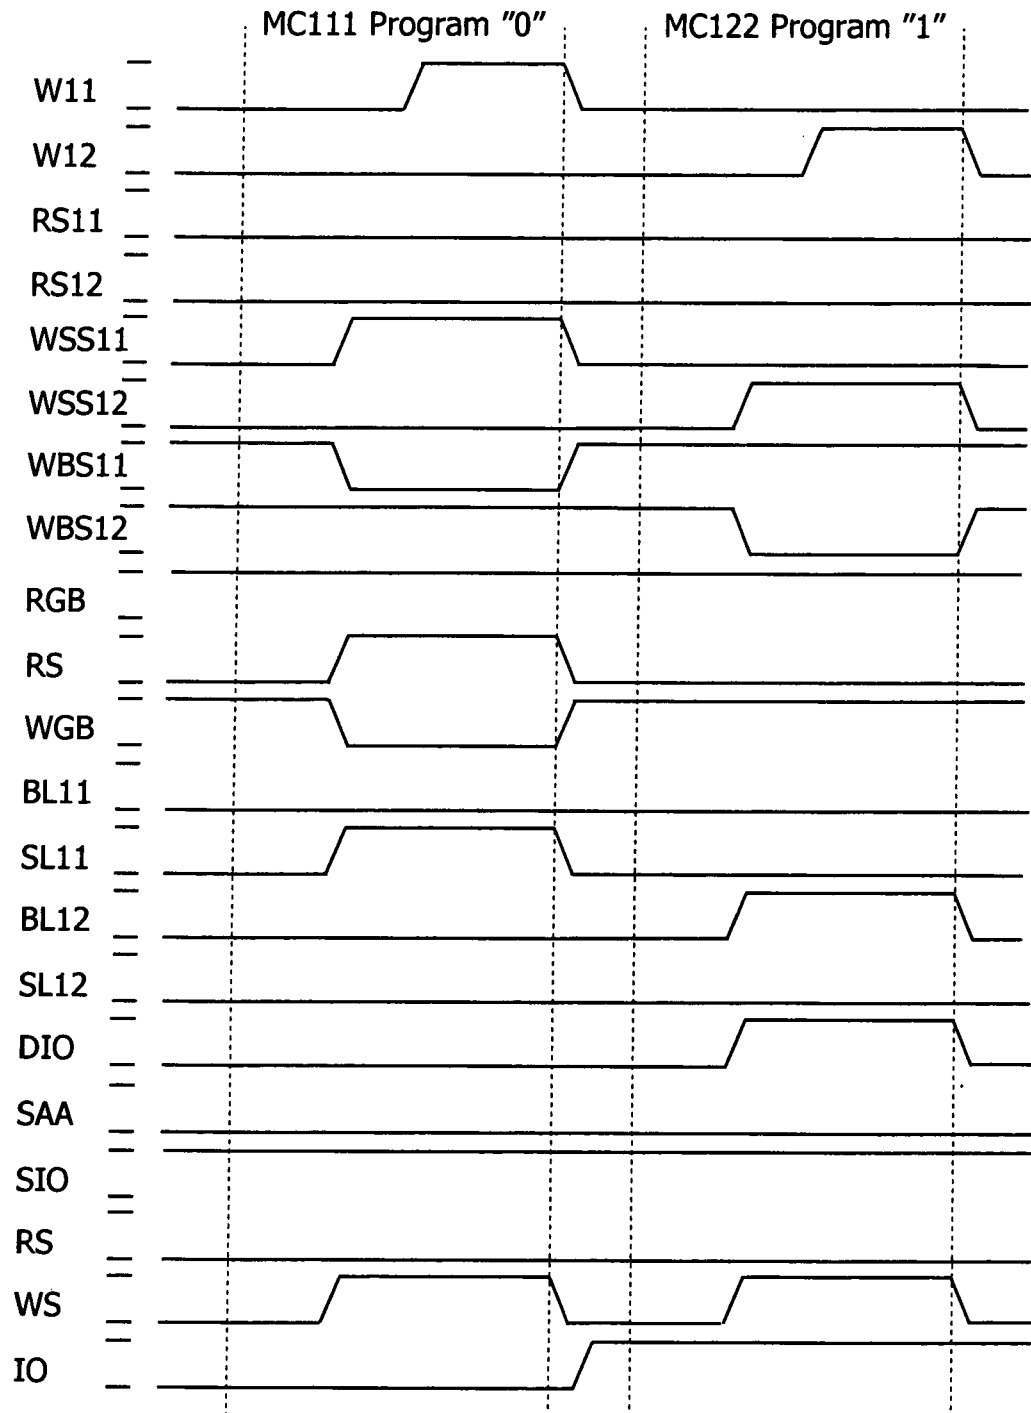 MC111 Program "0"
MC122 Program "1"
W11
W12
RS11
RS12
WSS11
WSS12
WBS11
WBS12
RGB
RS
WGB
BL11
SL11
BL12
SL12
DIO
SAA
SIO
RS
WS
IO